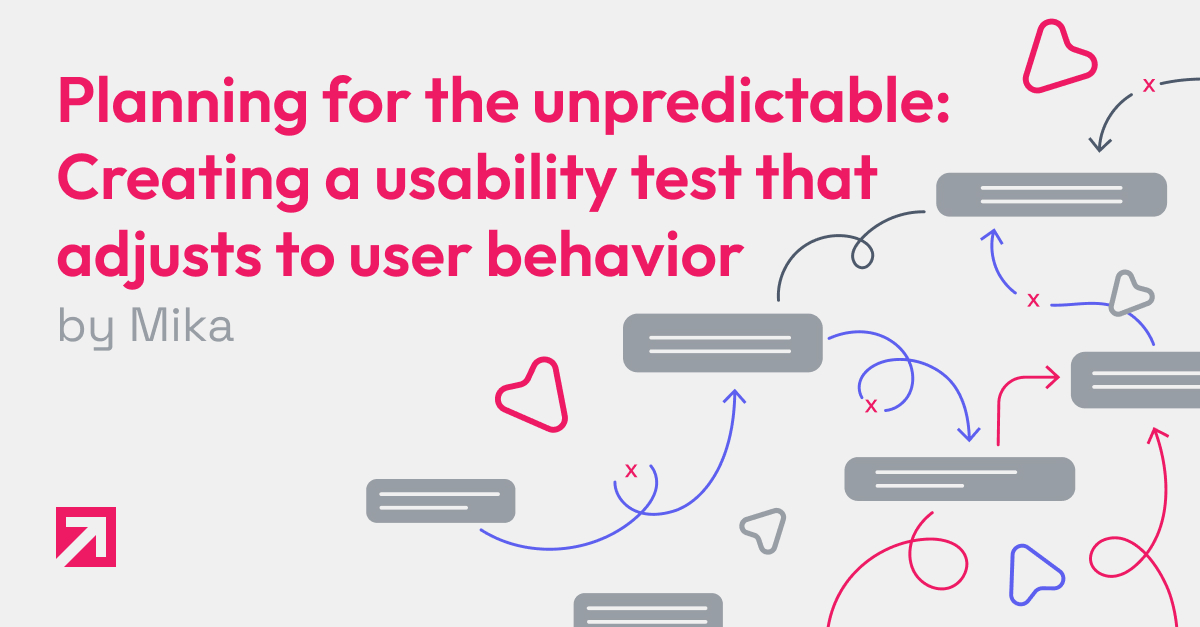 Planning for the unpredictable:
Creating a usability test that
adjusts to user behavior
by Mika
x
x
x
x